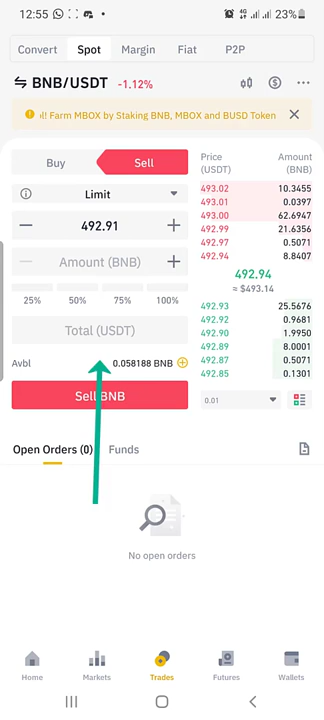 12:55 4G 23%
Convert Spot Margin Fiat P2P
BNB/USDT -1.12%
! Farm MBOX by Staking BNB, MBOX and BUSD Token
Buy Sell
Limit
492.91
Amount (BNB)
25% 50% 75% 100%
Total (USDT)
Avbl 0.058188 BNB
Sell BNB
Price Amount
(USDT) (BNB)
493.02 10.3455
493.01 0.0397
493.00 62.6947
492.99 21.6356
492.97 0.5071
492.94 8.8407
492.94
≈ $493.14
492.93 25.5676
492.92 0.9681
492.90 1.9950
492.89 8.0001
492.87 0.5071
492.85 0.1301
0.01
Open Orders (0) Funds
No open orders
Home Markets Trades Futures Wallets